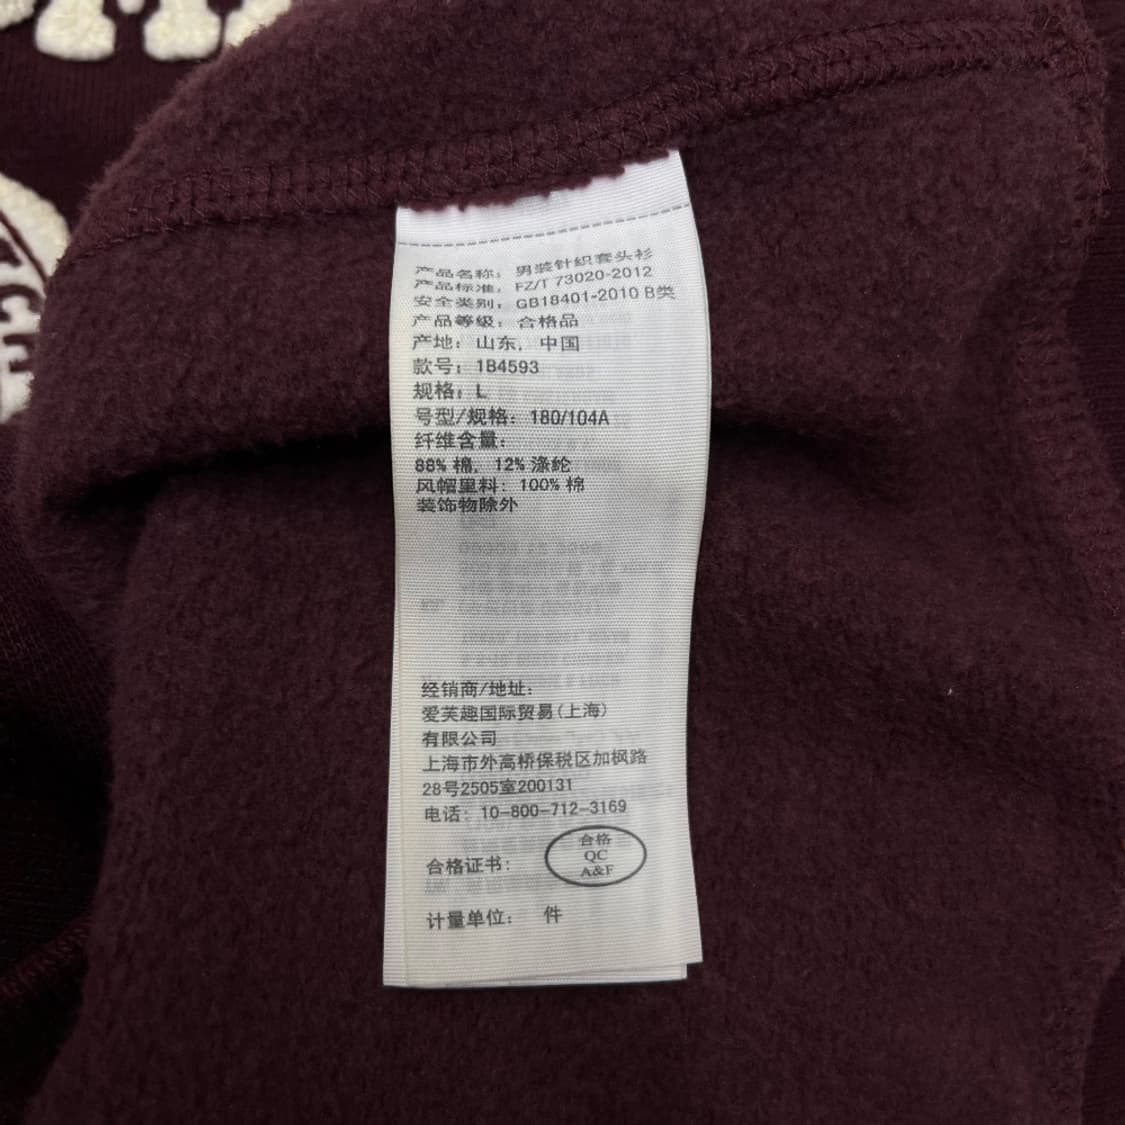 产品名称: 男装针织套头衫
产品标准: FZ/T 73020-2012
安全类别: GB18401-2010 B类
产品等级: 合格品
产地: 山东, 中国
款号: 1B4593
规格: L
号型/规格: 180/104A
纤维含量:
88% 棉, 12% 涤纶
风帽里料: 100% 棉
装饰物除外
经销商/地址:
爱芙趣国际贸易(上海)
有限公司
上海市外高桥保税区加枫路
28号2505室200131
电话: 10-800-712-3169
合格证书:
合格
QC
A&F
计量单位: 件